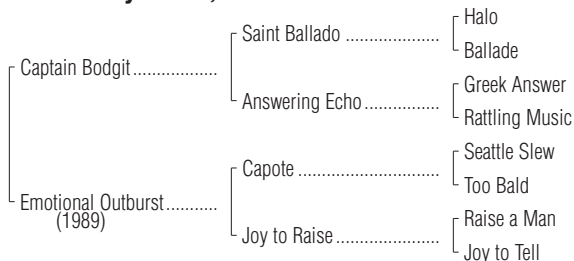 Halo
Saint Ballado ..................
Ballade
Captain Bodgit................
Greek Answer
Answering Echo ..............
Rattling Music
Seattle Slew
Capote ...........................
Too Bald
Emotional Outburst..........
(1989)
Raise a Man
Joy to Raise....................
Joy to Tell